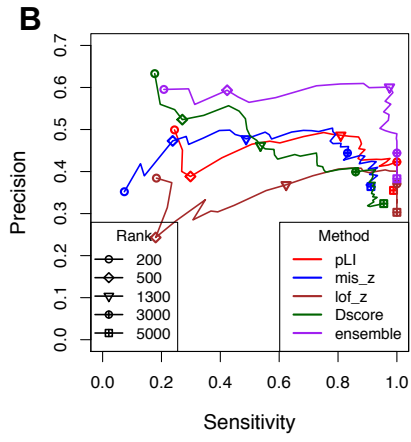 B
0.7
0.6
0.5
0.4
0.3
0.2
0.1
0.0
Precision
Rank
200
500
1300
3000
5000
Method
pLI
mis_z
lof_z
Dscore
ensemble
0.0 0.2 0.4 0.6 0.8 1.0
Sensitivity